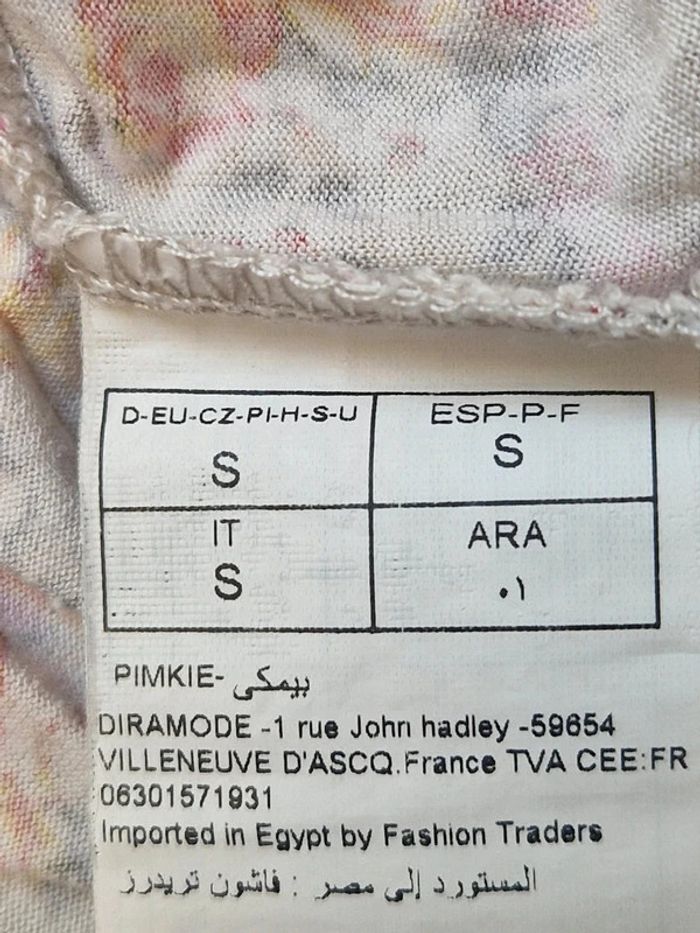 D-EU-CZ-PI-H-S-U
S
ESP-P-F
S
IT
S
ARA
٠١
PIMKIE- بيمكى
DIRAMODE -1 rue John hadley -59654
VILLENEUVE D'ASCQ.France TVA CEE:FR
06301571931
Imported in Egypt by Fashion Traders
المستورد إلى مصر : فاشون تريدرز